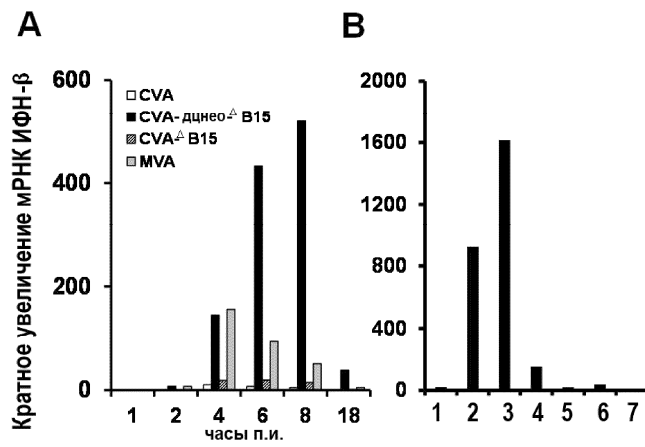 A
B
Кратное увеличение мРНК ИФН-β
600
400
200
0
CVA
CVA-дцнео-Δ B15
CVA-Δ B15
MVA
1 2 4 6 8 18
часы п.и.
2000
1600
1200
800
400
0
1 2 3 4 5 6 7